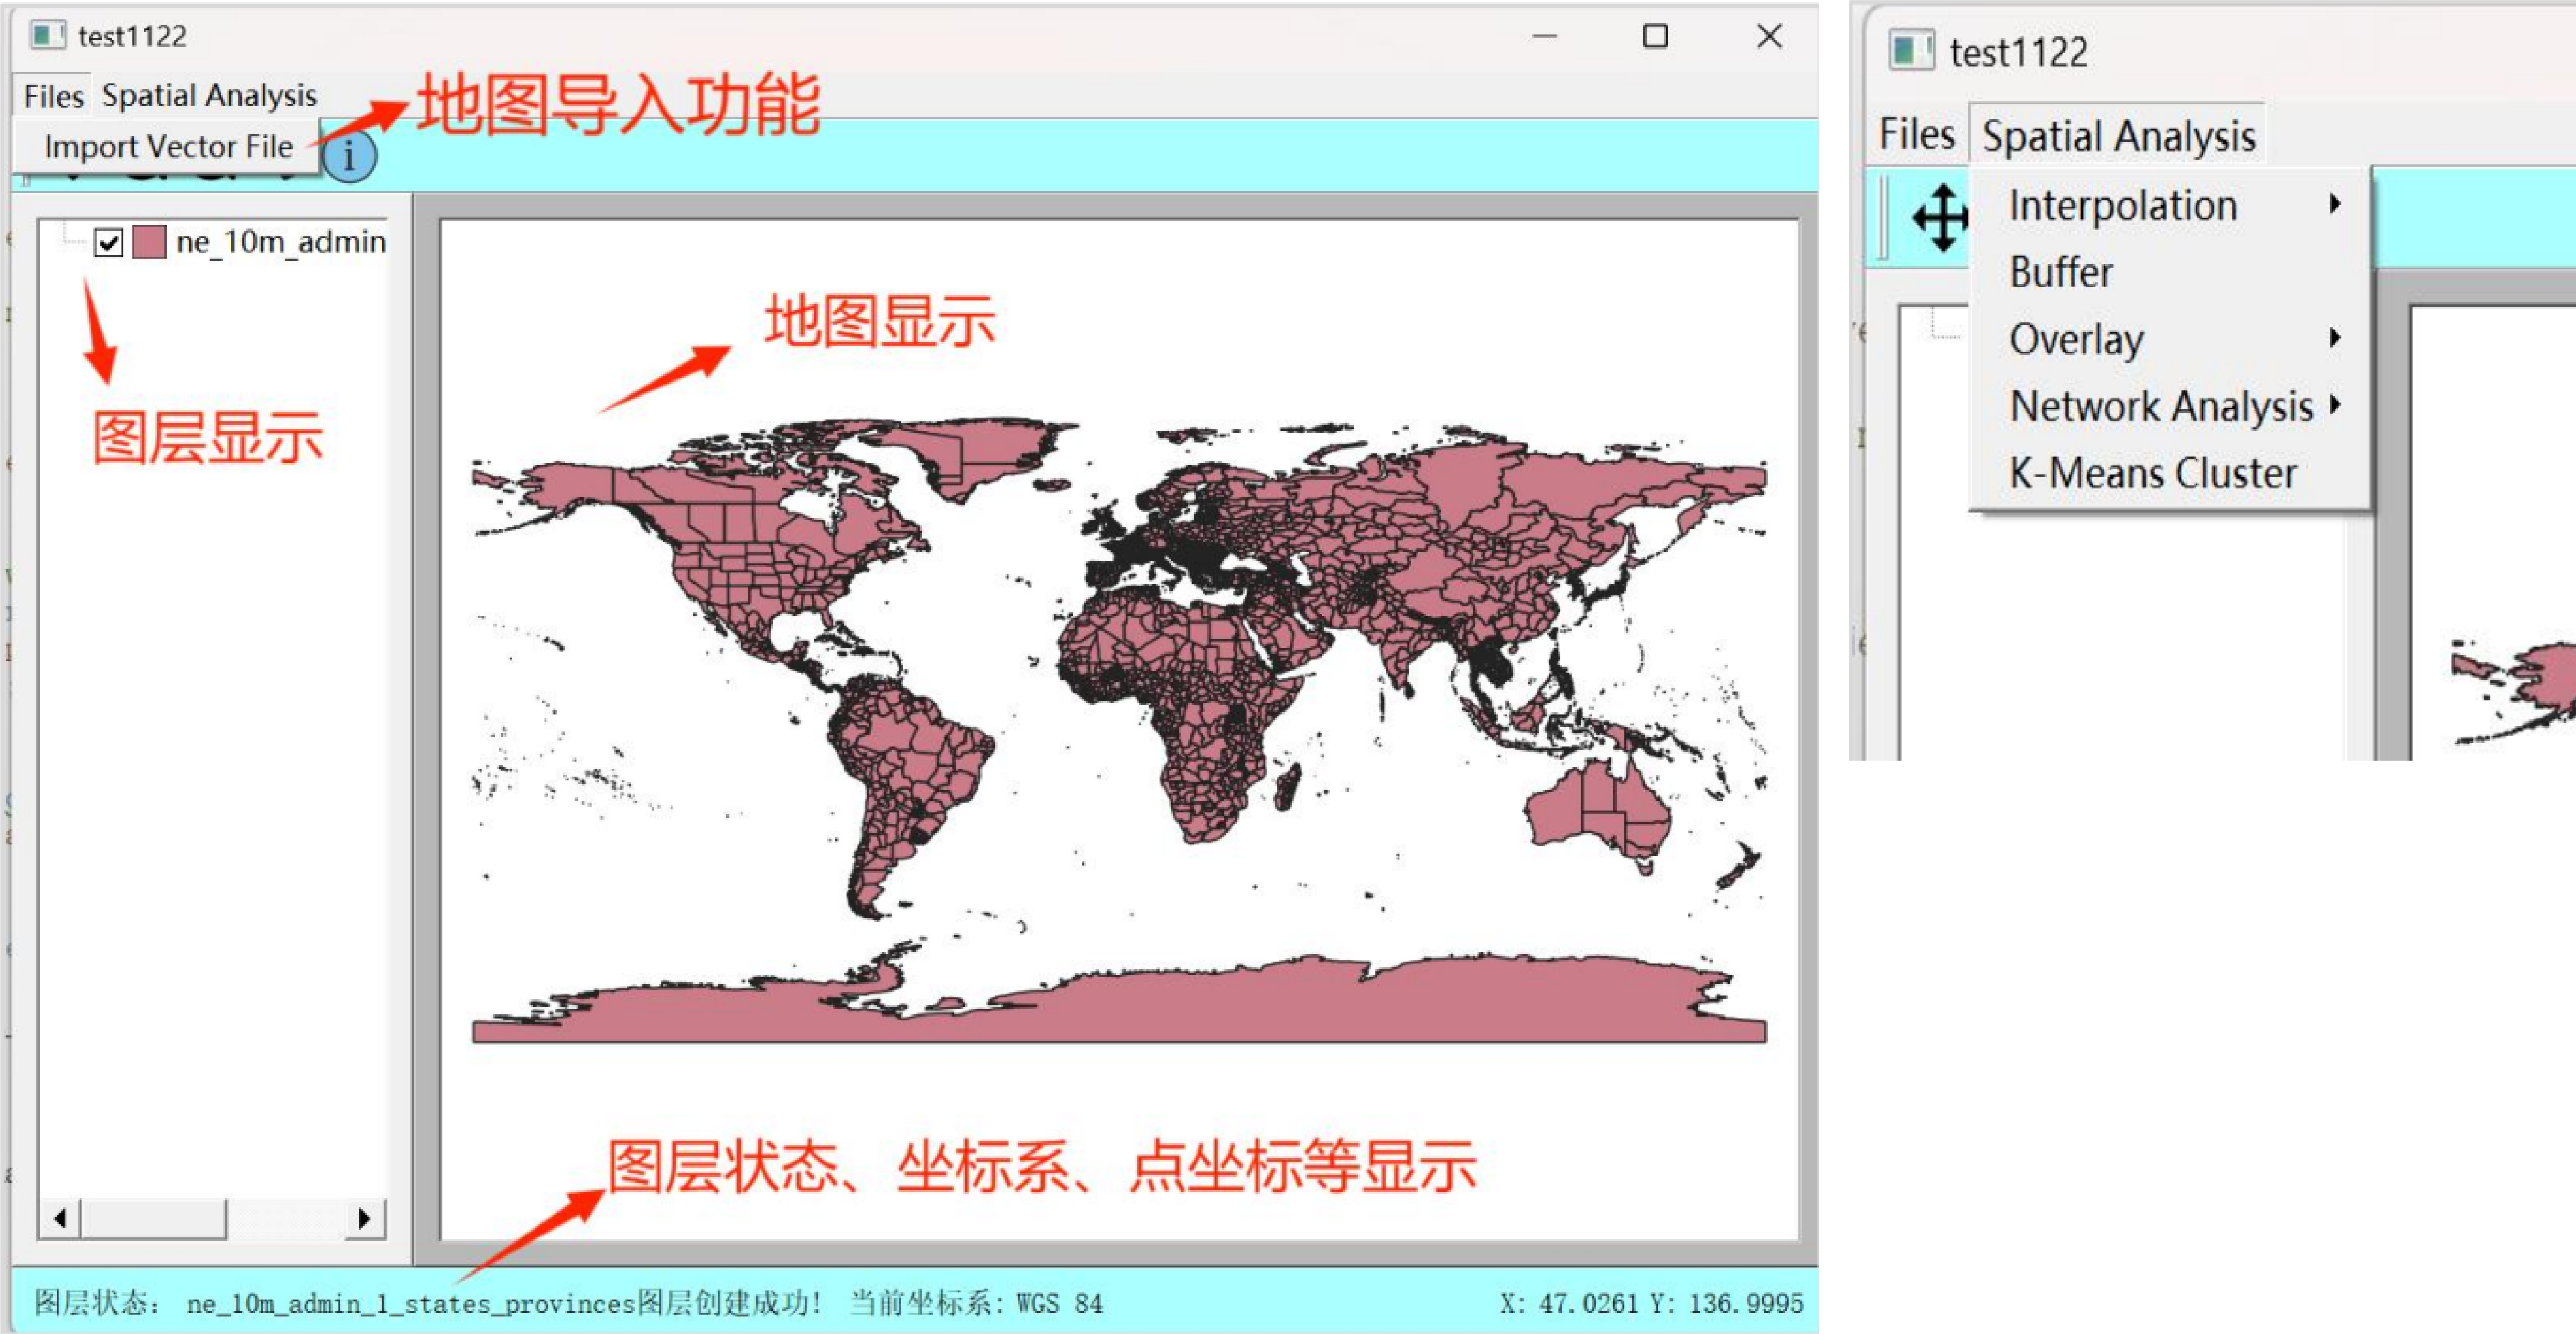 test1122
Files Spatial Analysis
地图导入功能
Import Vector File
i
ne_10m_admin
地图显示
图层显示
图层状态、坐标系、点坐标等显示
图层状态： ne_10m_admin_1_states_provinces图层创建成功！ 当前坐标系：WGS 84
X: 47.0261 Y: 136.9995
test1122
Files Spatial Analysis
Interpolation
Buffer
Overlay
Network Analysis
K-Means Cluster